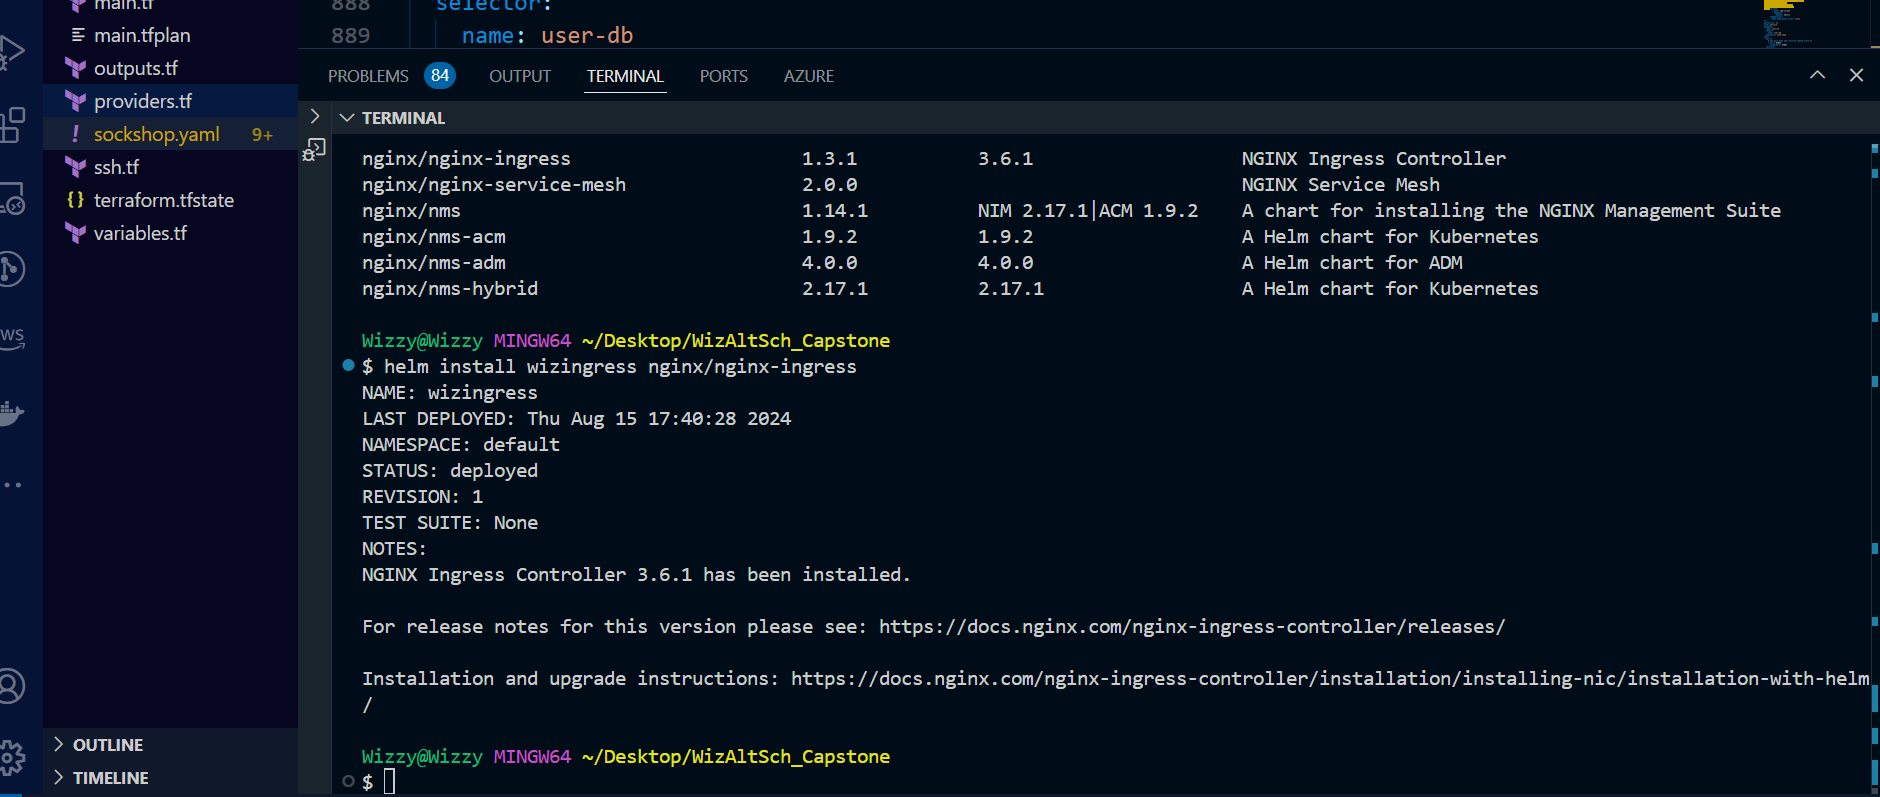 main.tf
main.tfplan
outputs.tf
providers.tf
! sockshop.yaml 9+
ssh.tf
{} terraform.tfstate
variables.tf
OUTLINE
TIMELINE
WS
888 selector:
889 name: user-db
PROBLEMS 84 OUTPUT TERMINAL PORTS AZURE
TERMINAL
nginx/nginx-ingress 1.3.1 3.6.1 NGINX Ingress Controller
nginx/nginx-service-mesh 2.0.0 NGINX Service Mesh
nginx/nms 1.14.1 NIM 2.17.1|ACM 1.9.2 A chart for installing the NGINX Management Suite
nginx/nms-acm 1.9.2 1.9.2 A Helm chart for Kubernetes
nginx/nms-adm 4.0.0 4.0.0 A Helm chart for ADM
nginx/nms-hybrid 2.17.1 2.17.1 A Helm chart for Kubernetes
Wizzy@Wizzy MINGW64 ~/Desktop/WizAltSch_Capstone
$ helm install wizingress nginx/nginx-ingress
NAME: wizingress
LAST DEPLOYED: Thu Aug 15 17:40:28 2024
NAMESPACE: default
STATUS: deployed
REVISION: 1
TEST SUITE: None
NOTES:
NGINX Ingress Controller 3.6.1 has been installed.
For release notes for this version please see: https://docs.nginx.com/nginx-ingress-controller/releases/
Installation and upgrade instructions: https://docs.nginx.com/nginx-ingress-controller/installation/installing-nic/installation-with-helm
/
Wizzy@Wizzy MINGW64 ~/Desktop/WizAltSch_Capstone
$